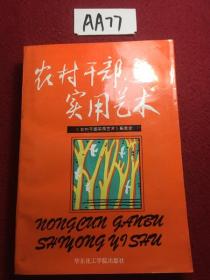 AA77
农村干部
实用艺术
《农村干部实用艺术》编委会
NONGCUN GANBU
SHIYONG YISHU
华东化工学院出版社